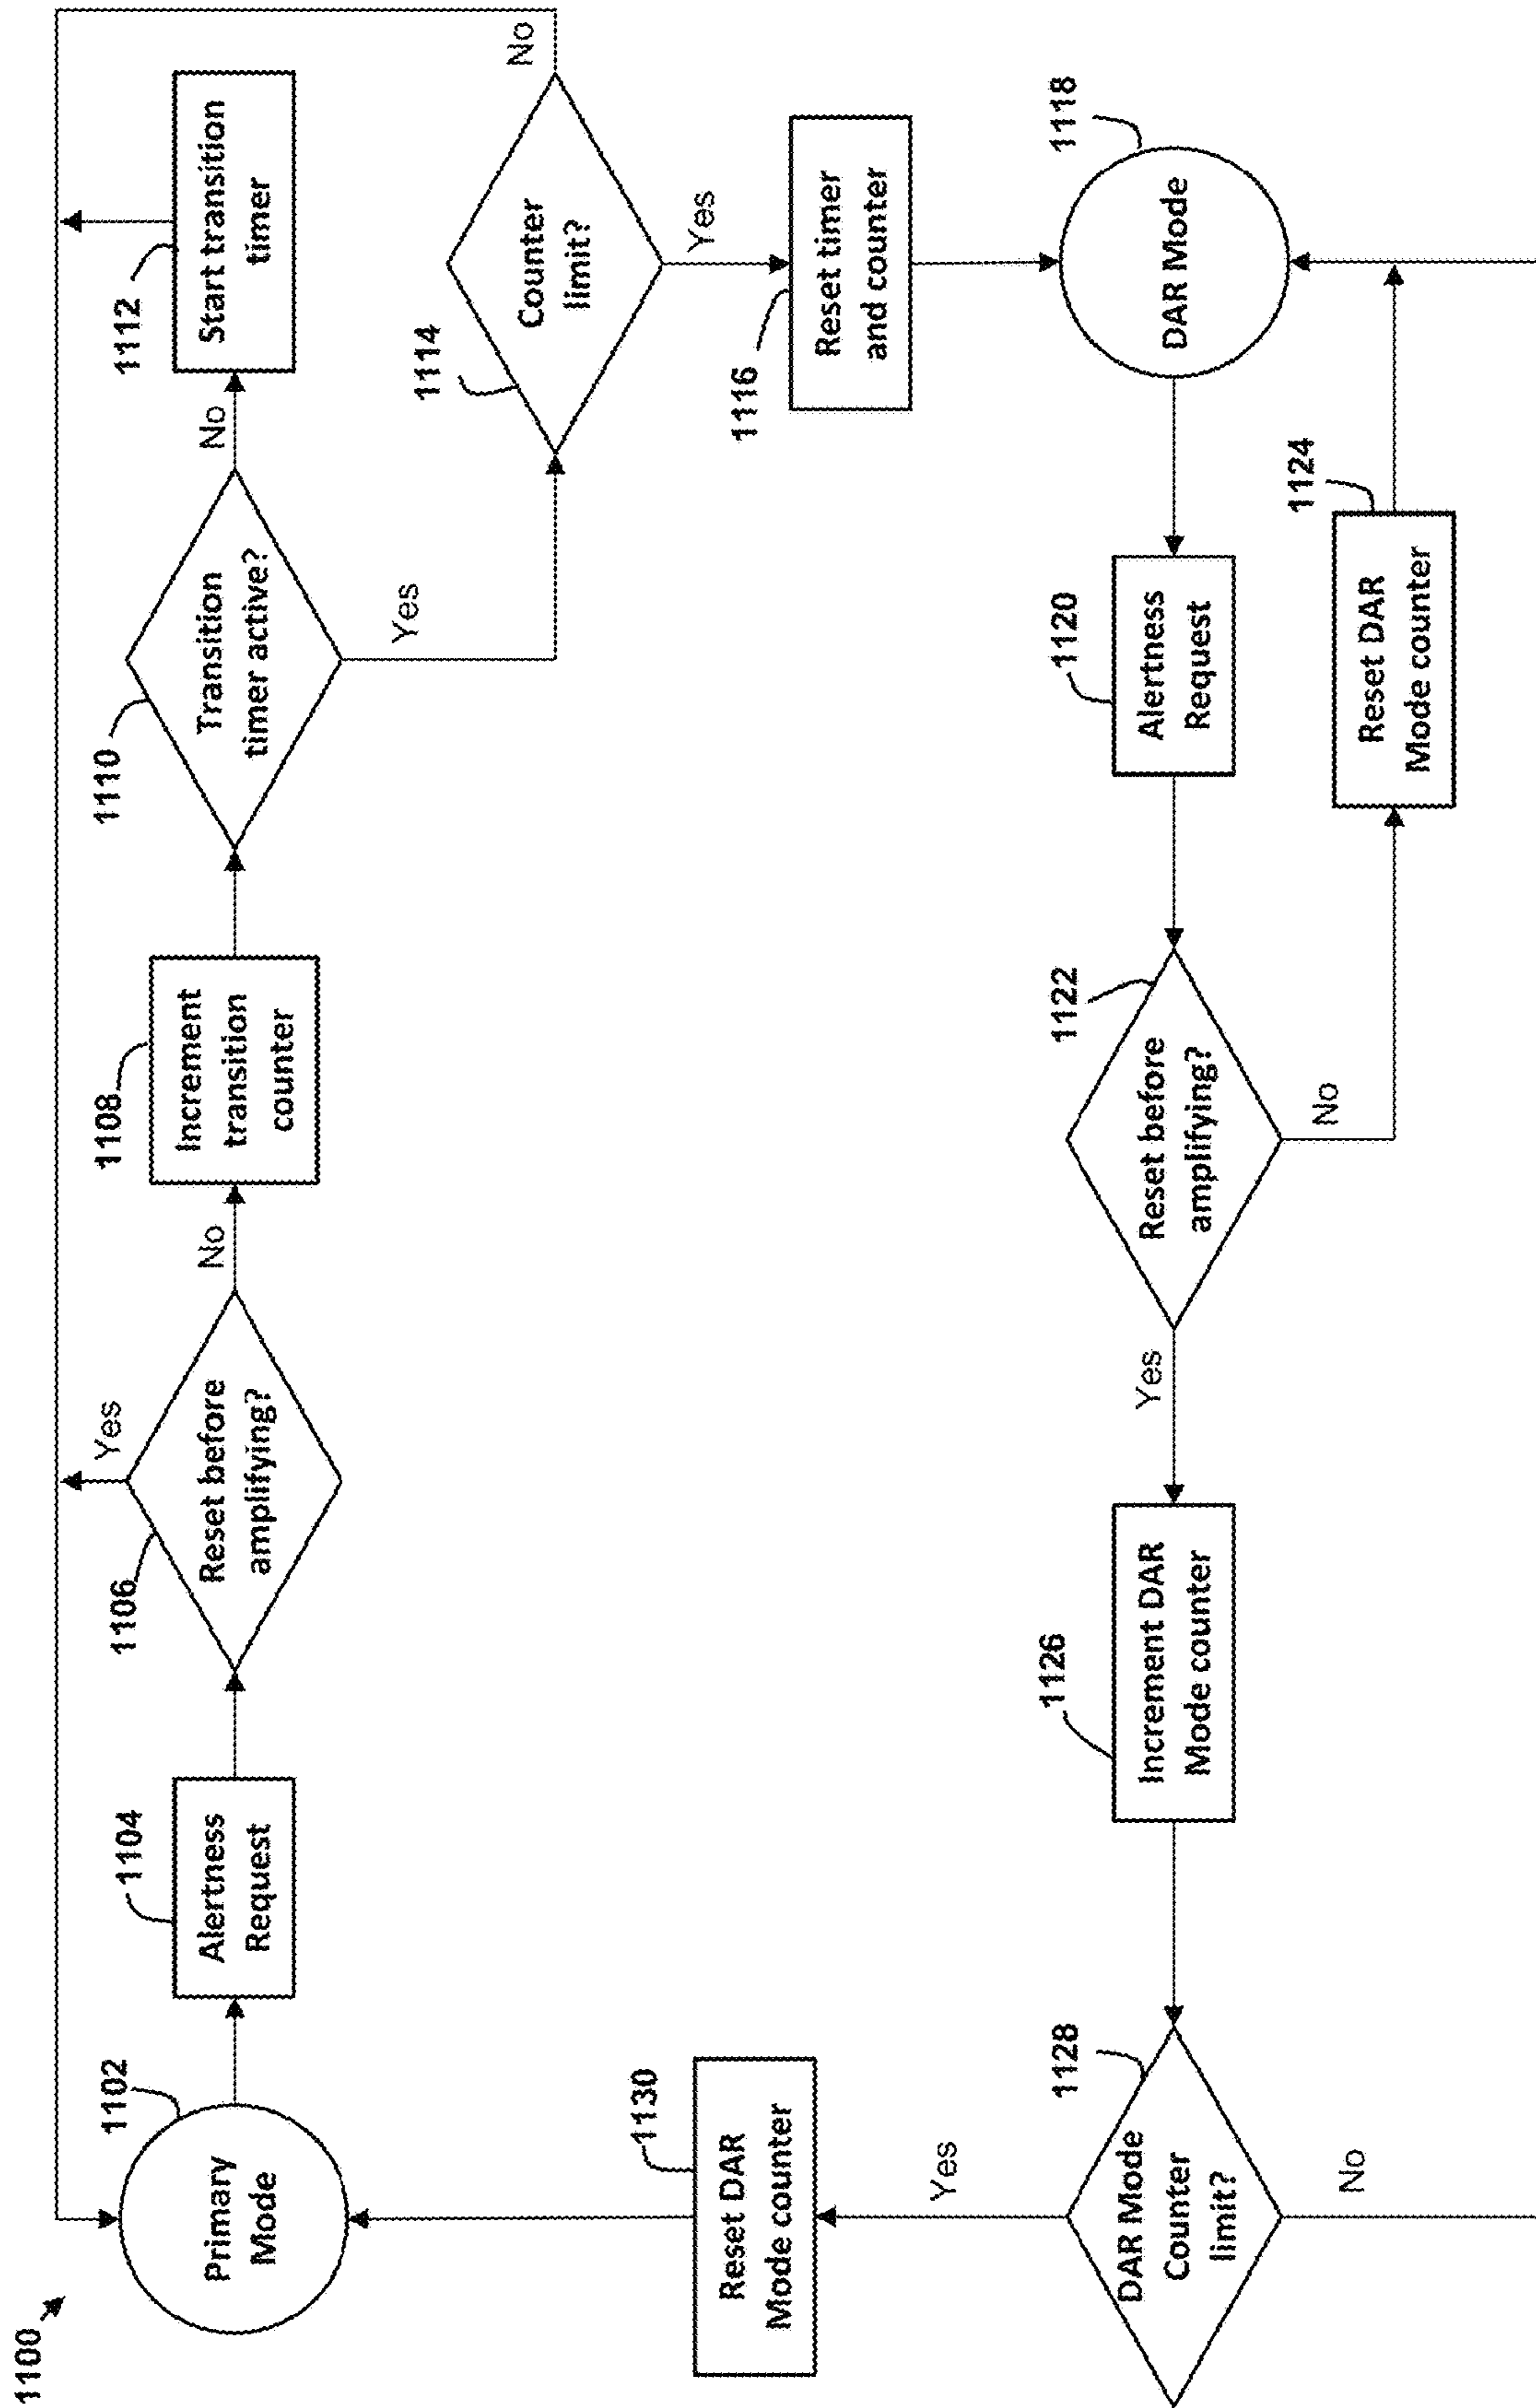 1100
1102
Primary
Mode
1104
Alertness
Request
1106
Reset before
amplifying?
Yes
No
1108
Increment
transition
counter
1110
Transition
timer active?
No
Yes
1112
Start transition
timer
1114
Counter
limit?
No
Yes
1116
Reset timer
and counter
1118
DAR Mode
1120
Alertness
Request
1122
Reset before
amplifying?
No
Yes
1124
Reset DAR
Mode counter
1126
Increment DAR
Mode counter
1128
DAR Mode
Counter
limit?
Yes
No
1130
Reset DAR
Mode counter